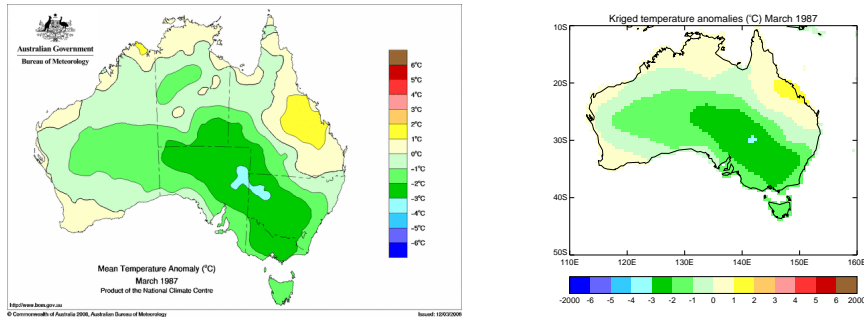 Australian Government
Bureau of Meteorology
6°C
5°C
4°C
3°C
2°C
1°C
0°C
-1°C
-2°C
-3°C
-4°C
-5°C
-6°C
Mean Temperature Anomaly (°C)
March 1987
Product of the National Climate Centre
http://www.bom.gov.au
© Commonwealth of Australia 2008, Australian Bureau of Meteorology
Issued: 12/03/2008
Kriged temperature anomalies (°C) March 1987
10S
20S
30S
40S
50S
110E 120E 130E 140E 150E 160E
-2000 -6 -5 -4 -3 -2 -1 0 1 2 3 4 5 6 2000